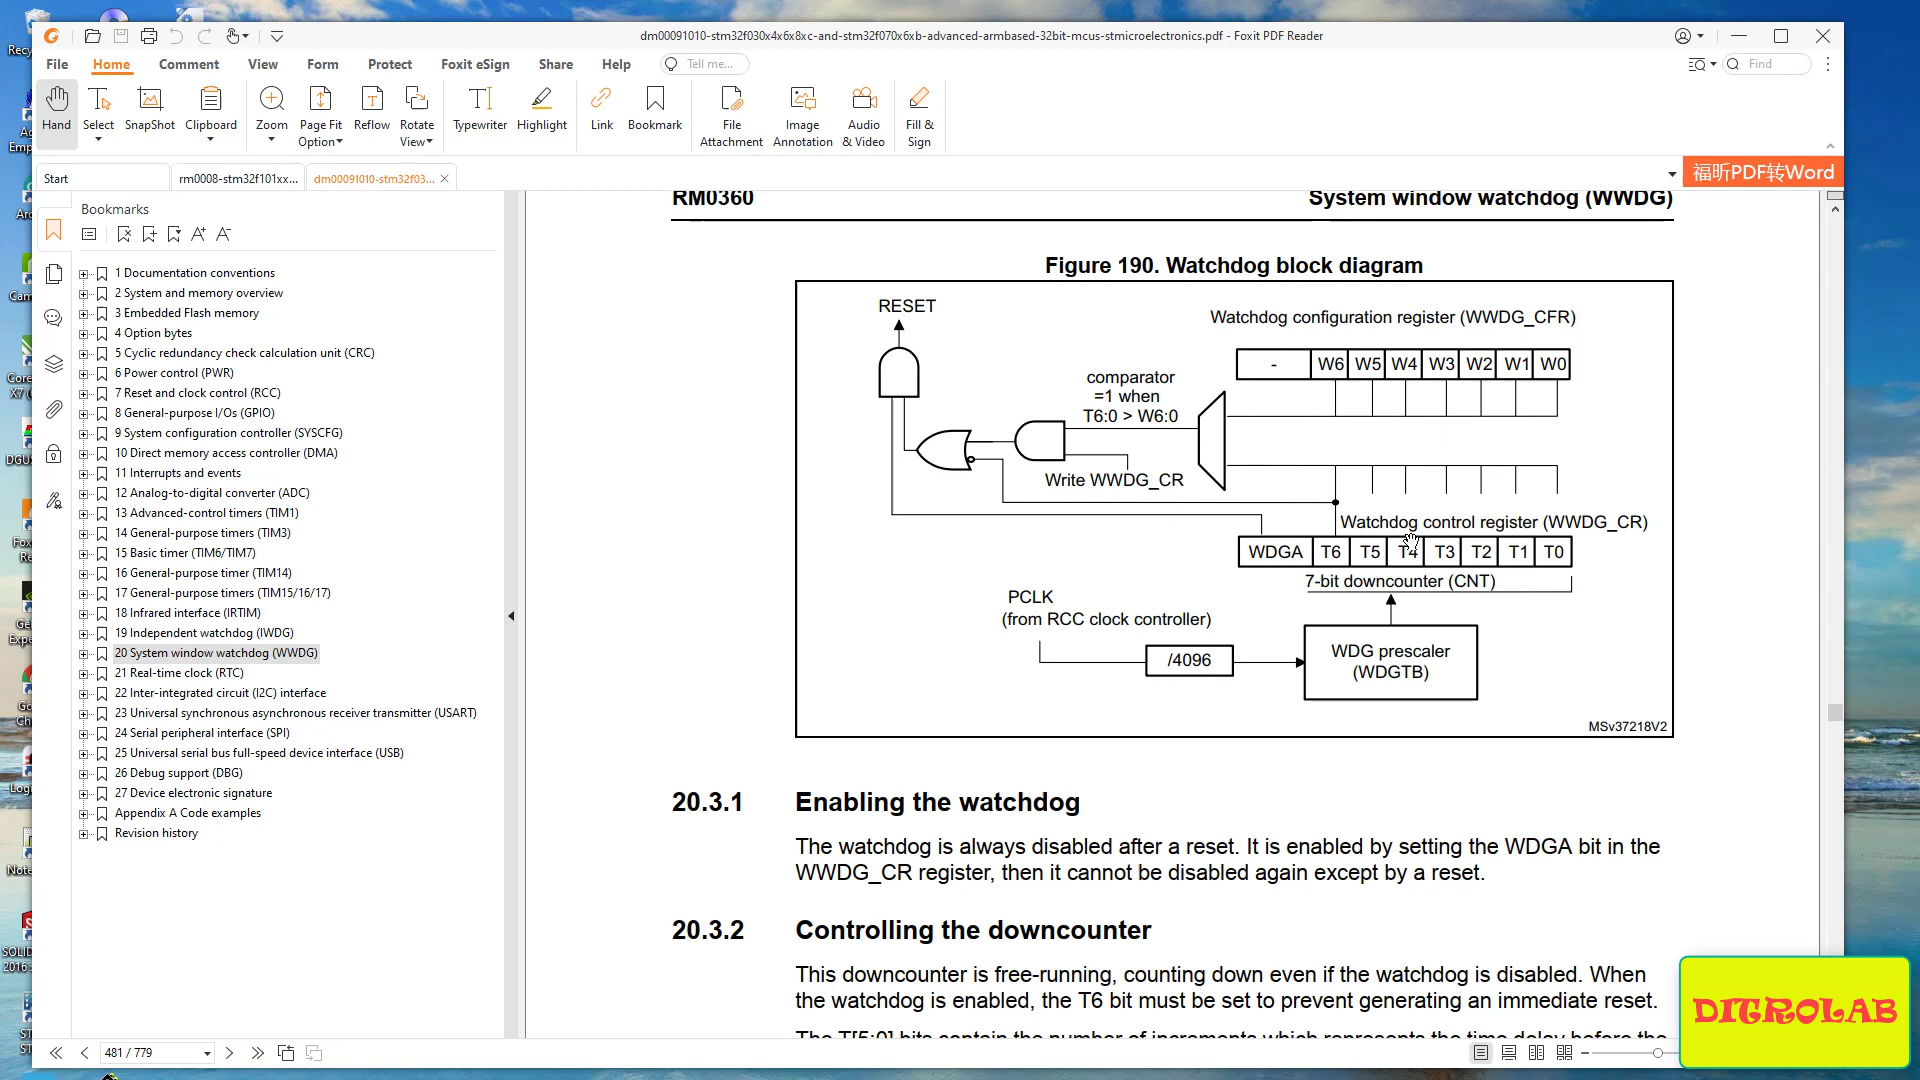 dm00091010-stm32f030x4x6x8xc-and-stm32f070x6xb-advanced-armbased-32bit-mcus-stmicroelectronics.pdf - Foxit PDF Reader
File Home Comment View Form Protect Foxit eSign Share Help Tell me... Find
Hand Select SnapShot Clipboard Zoom Page Fit Option Reflow Rotate View Typewriter Highlight Link Bookmark File Attachment Image Annotation Audio & Video Fill & Sign
Start rm0008-stm32f101xx... dm00091010-stm32f03... 福昕PDF转Word
Bookmarks
1 Documentation conventions
2 System and memory overview
3 Embedded Flash memory
4 Option bytes
5 Cyclic redundancy check calculation unit (CRC)
6 Power control (PWR)
7 Reset and clock control (RCC)
8 General-purpose I/Os (GPIO)
9 System configuration controller (SYSCFG)
10 Direct memory access controller (DMA)
11 Interrupts and events
12 Analog-to-digital converter (ADC)
13 Advanced-control timers (TIM1)
14 General-purpose timers (TIM3)
15 Basic timer (TIM6/TIM7)
16 General-purpose timer (TIM14)
17 General-purpose timers (TIM15/16/17)
18 Infrared interface (IRTIM)
19 Independent watchdog (IWDG)
20 System window watchdog (WWDG)
21 Real-time clock (RTC)
22 Inter-integrated circuit (I2C) interface
23 Universal synchronous asynchronous receiver transmitter (USART)
24 Serial peripheral interface (SPI)
25 Universal serial bus full-speed device interface (USB)
26 Debug support (DBG)
27 Device electronic signature
Appendix A Code examples
Revision history
RM0360 System window watchdog (WWDG)
Figure 190. Watchdog block diagram
RESET
Watchdog configuration register (WWDG_CFR)
- W6 W5 W4 W3 W2 W1 W0
comparator
=1 when
T6:0 > W6:0
Write WWDG_CR
Watchdog control register (WWDG_CR)
WDGA T6 T5 T4 T3 T2 T1 T0
7-bit downcounter (CNT)
PCLK
(from RCC clock controller)
/4096
WDG prescaler
(WDGTB)
MSv37218V2
20.3.1 Enabling the watchdog
The watchdog is always disabled after a reset. It is enabled by setting the WDGA bit in the
WWDG_CR register, then it cannot be disabled again except by a reset.
20.3.2 Controlling the downcounter
This downcounter is free-running, counting down even if the watchdog is disabled. When
the watchdog is enabled, the T6 bit must be set to prevent generating an immediate reset.
The T[5:0] bits contain the number of increments which represents the time delay before the
481 / 779
DITROLAB